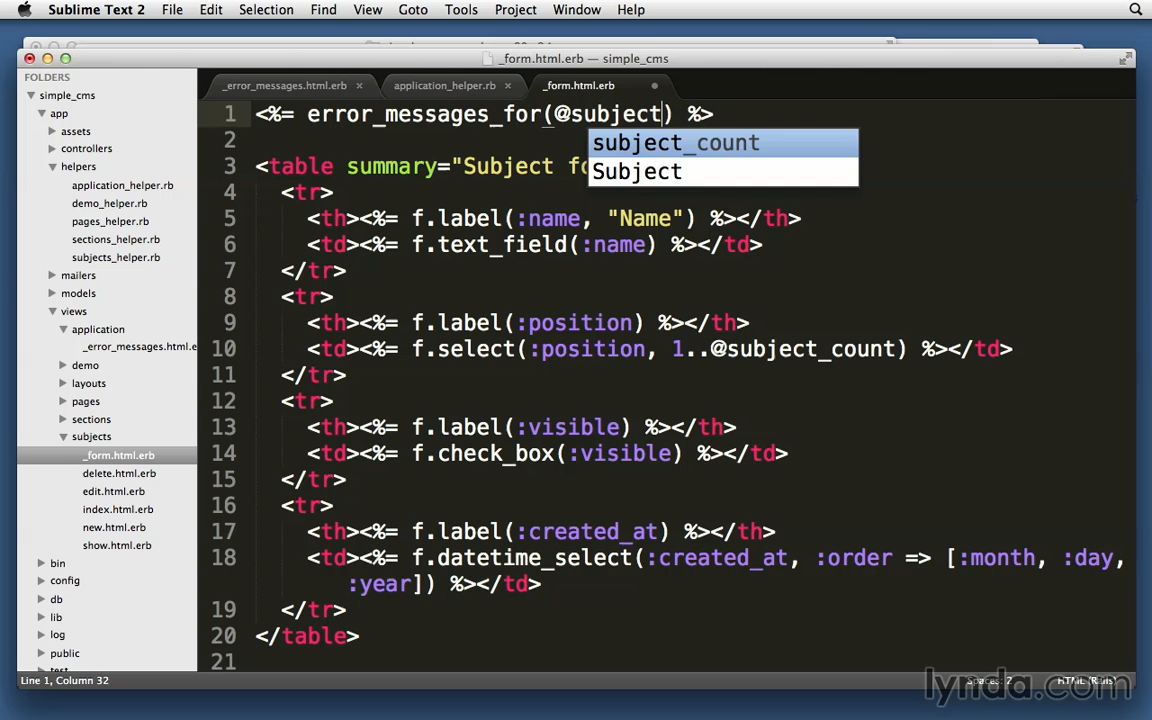 Sublime Text 2 File Edit Selection Find View Goto Tools Project Window Help
_form.html.erb — simple_cms
FOLDERS
simple_cms
app
assets
controllers
helpers
application_helper.rb
demo_helper.rb
pages_helper.rb
sections_helper.rb
subjects_helper.rb
mailers
models
views
application
_error_messages.html.e
demo
layouts
pages
sections
subjects
_form.html.erb
delete.html.erb
edit.html.erb
index.html.erb
new.html.erb
show.html.erb
bin
config
db
lib
log
public
_error_messages.html.erb × application_helper.rb × _form.html.erb
1 <%= error_messages_for(@subject) %>
subject_count
Subject
2
3 <table summary="Subject fo
4 <tr>
5 <th><%= f.label(:name, "Name") %></th>
6 <td><%= f.text_field(:name) %></td>
7 </tr>
8 <tr>
9 <th><%= f.label(:position) %></th>
10 <td><%= f.select(:position, 1..@subject_count) %></td>
11 </tr>
12 <tr>
13 <th><%= f.label(:visible) %></th>
14 <td><%= f.check_box(:visible) %></td>
15 </tr>
16 <tr>
17 <th><%= f.label(:created_at) %></th>
18 <td><%= f.datetime_select(:created_at, :order => [:month, :day,
:year]) %></td>
19 </tr>
20 </table>
21
Line 1, Column 32 Spaces: 2 HTML (Rails)
lynda.com